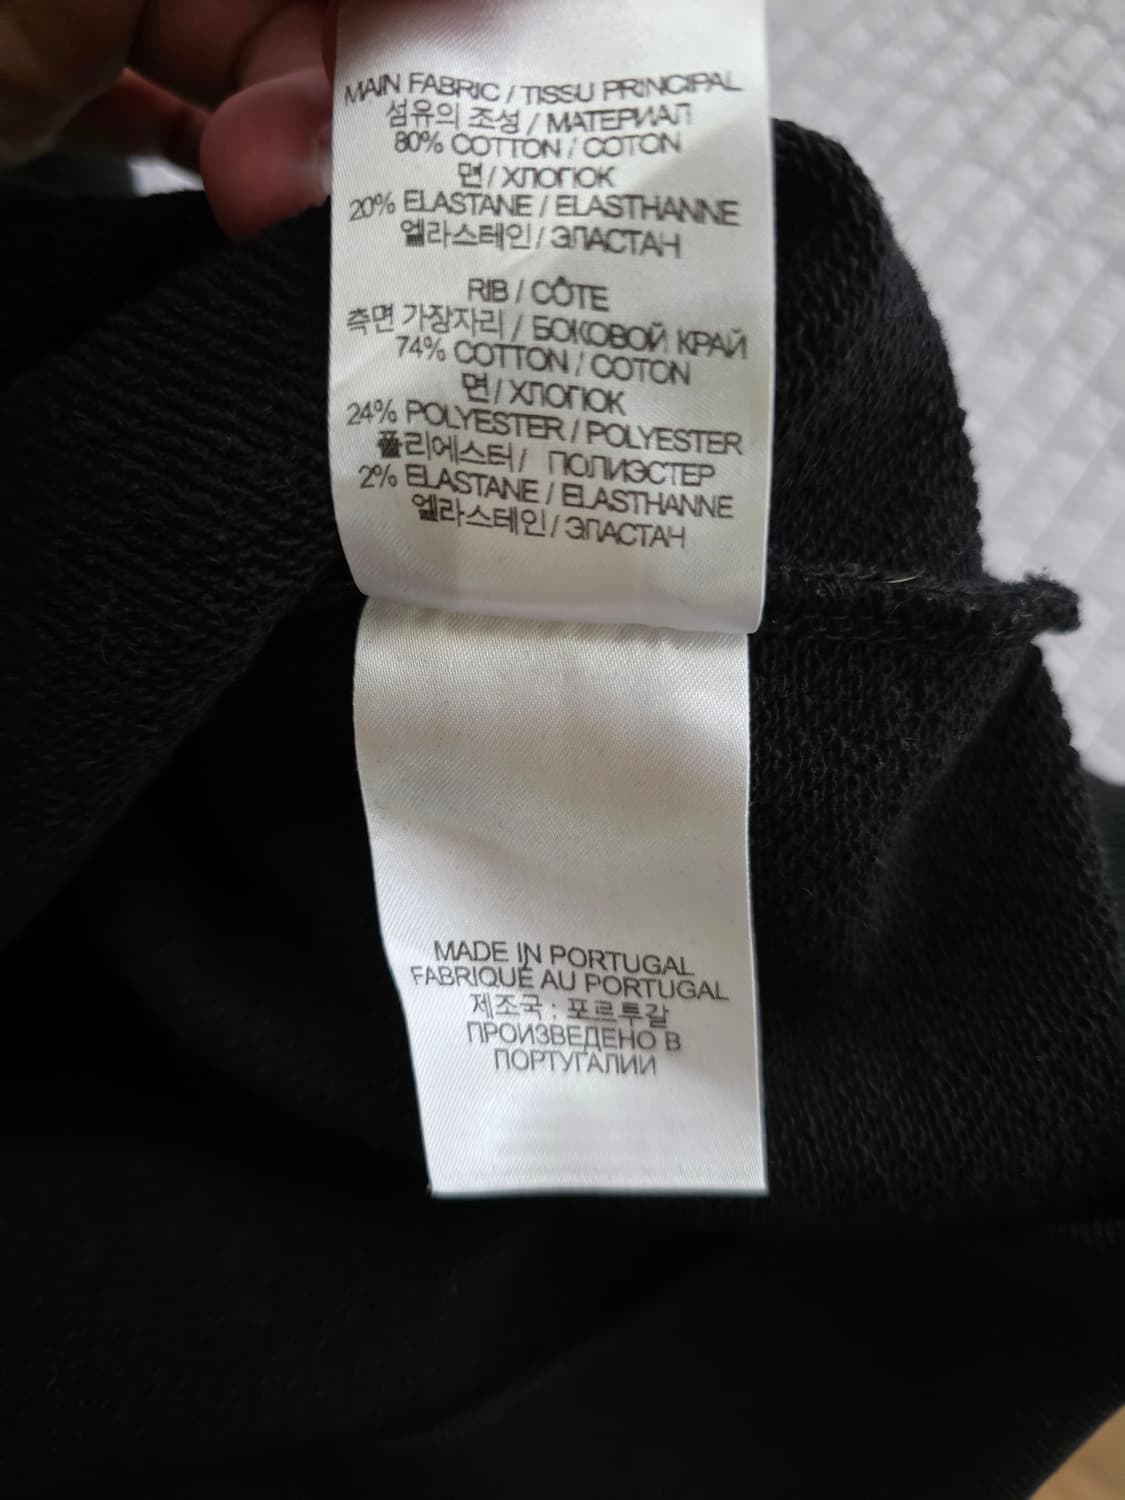 MAIN FABRIC / TISSU PRINCIPAL
섬유의 조성 / МАТЕРИАЛ
80% COTTON / COTON
면 / ХЛОГЮК
20% ELASTANE / ELASTHANNE
엘라스테인 / ЭЛАСТАН
RIB / CÔTE
측면 가장자리 / БОКОВОЙ КРАЙ
74% COTTON / COTON
면 / ХЛОГЮК
24% POLYESTER / POLYESTER
폴리에스터 / ПОЛИЭСТЕР
2% ELASTANE / ELASTHANNE
엘라스테인 / ЭЛАСТАН
MADE IN PORTUGAL
FABRIQUÉ AU PORTUGAL
제조국 : 포르투갈
ПРОИЗВЕДЕНО В
ПОРТУГАЛИИ